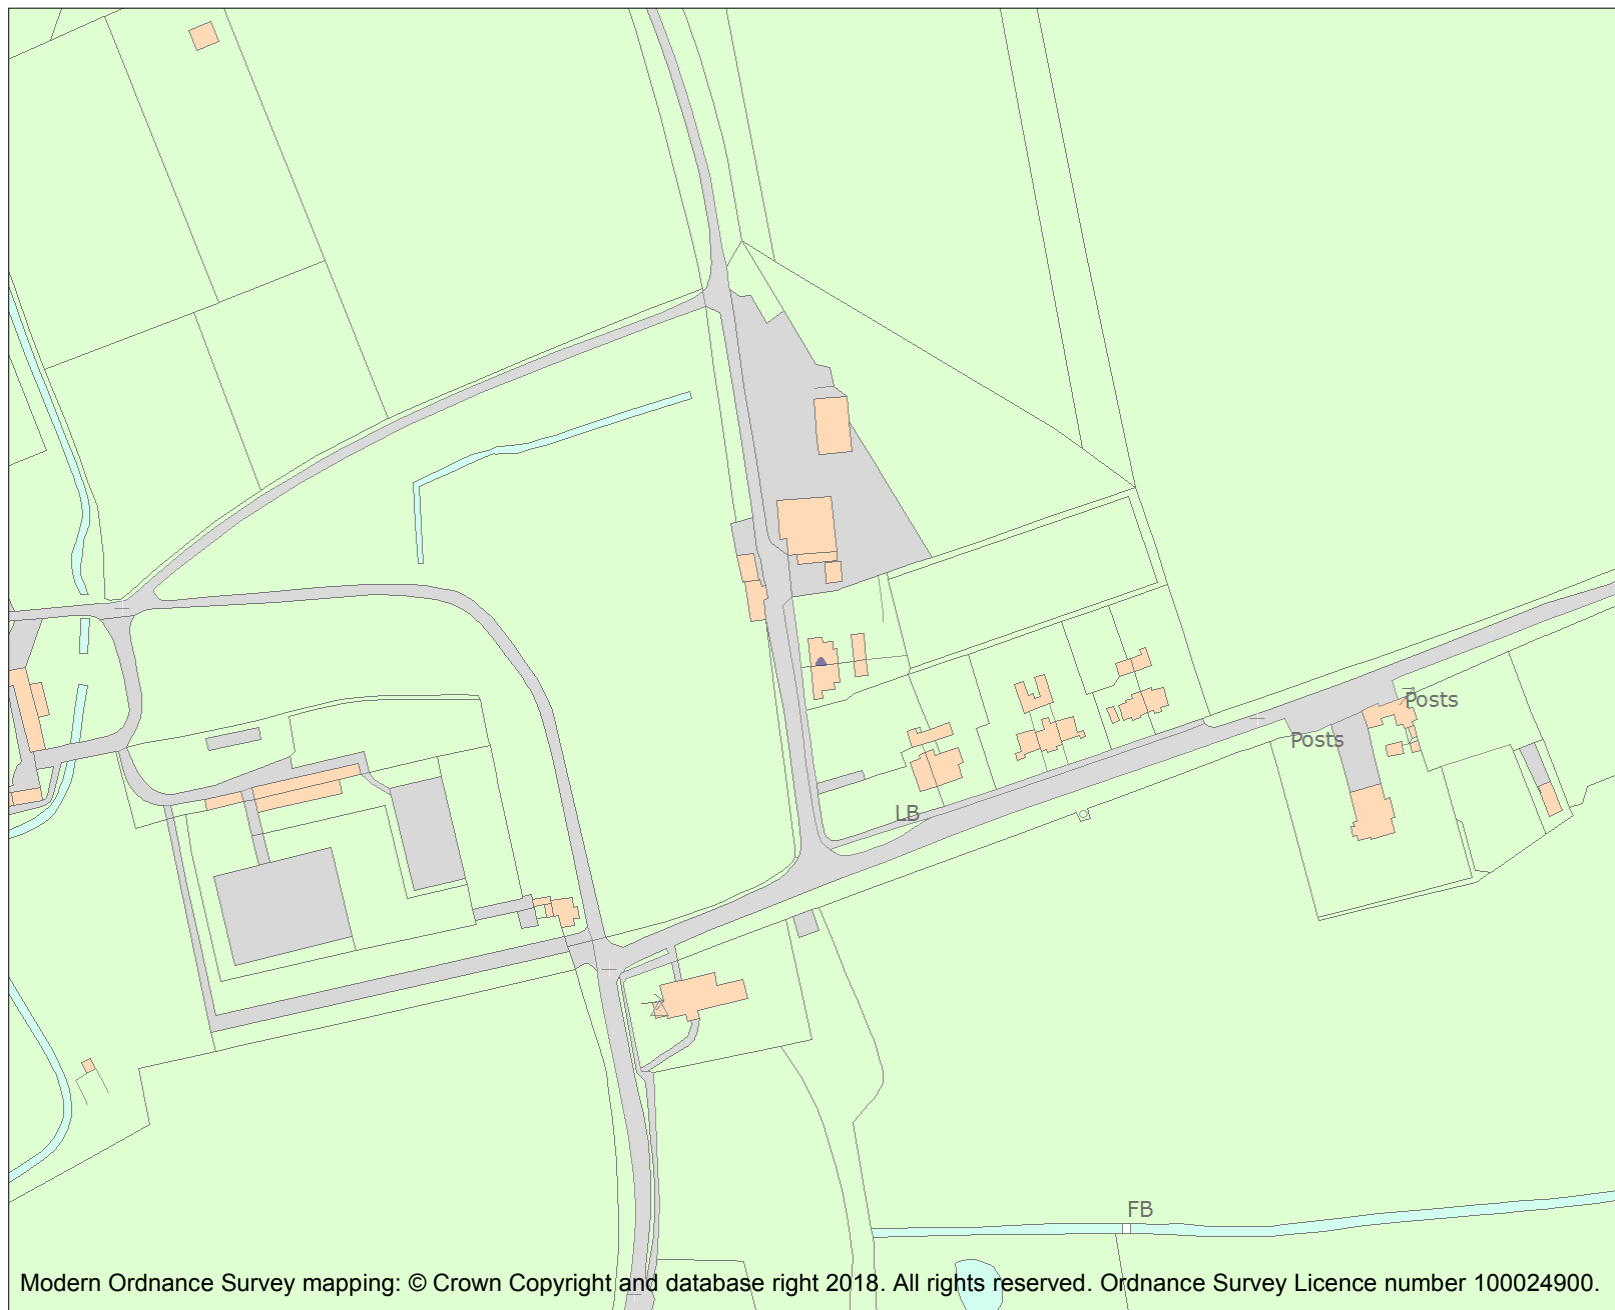 Posts
Posts
LB
FB
Modern Ordnance Survey mapping: © Crown Copyright and database right 2018. All rights reserved. Ordnance Survey Licence number 100024900.